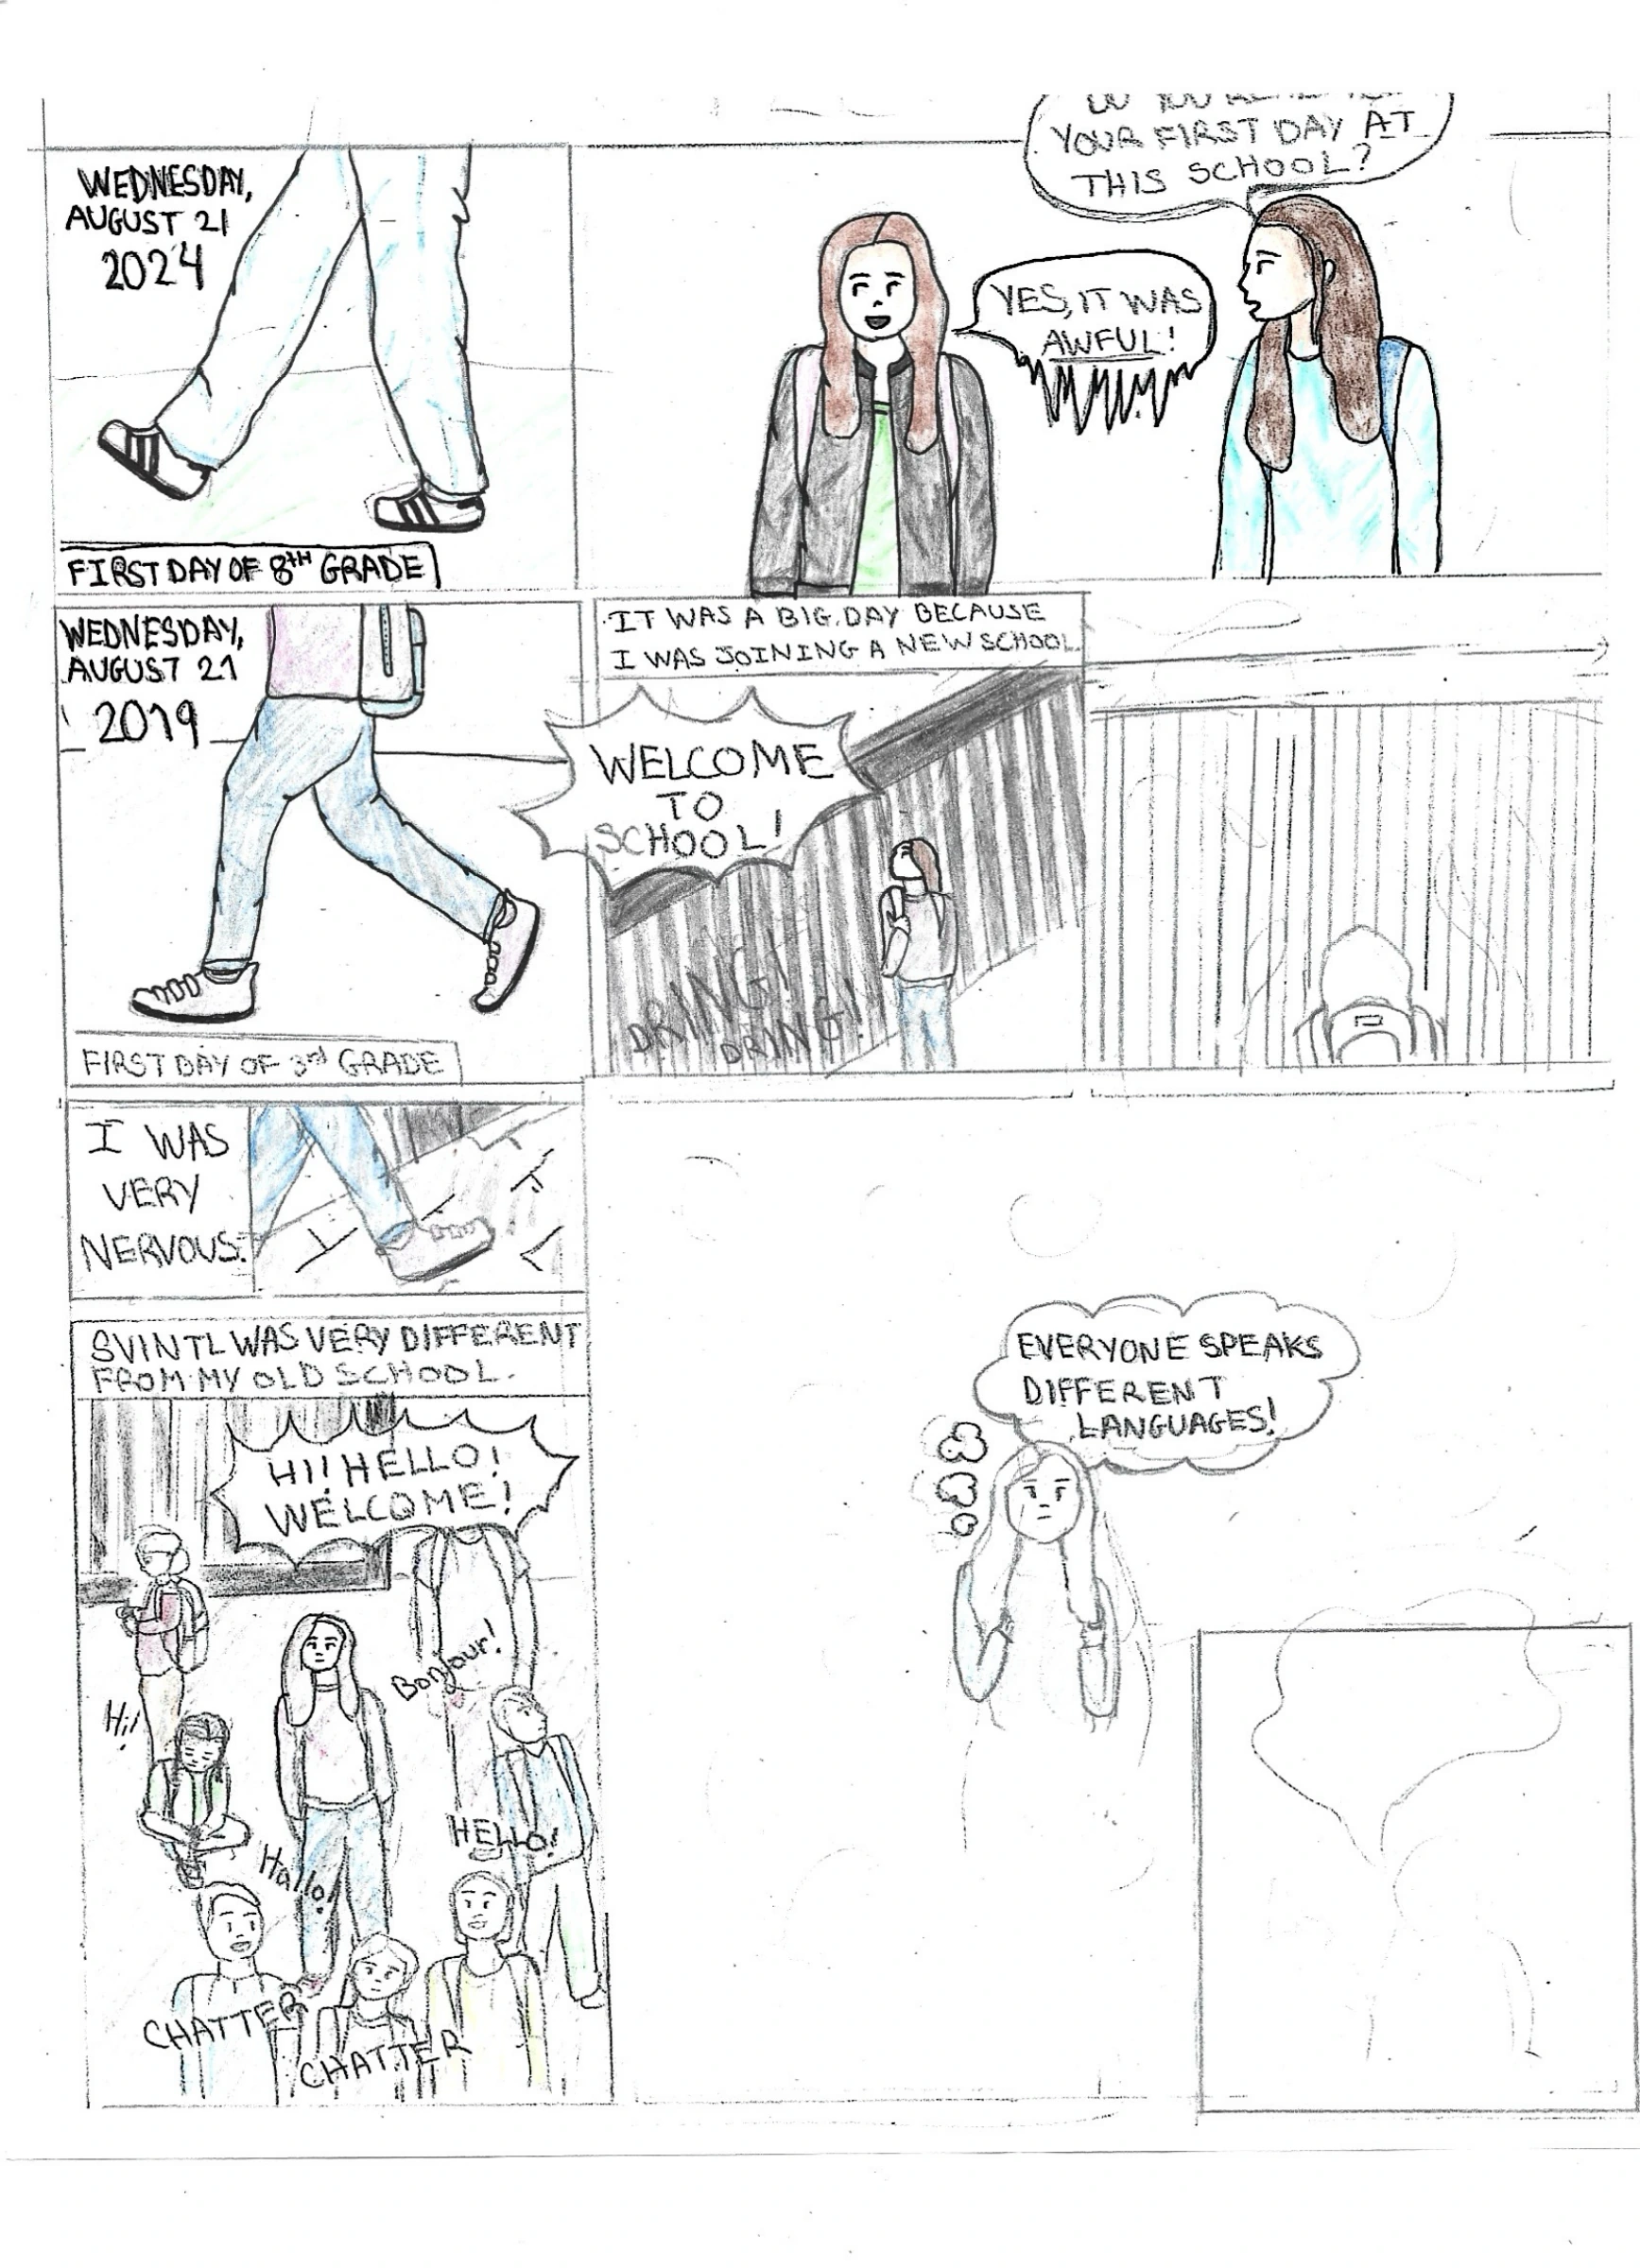 WEDNESDAY,
AUGUST 21
2024
FIRST DAY OF 8TH GRADE
YOUR FIRST DAY AT
THIS SCHOOL?
YES, IT WAS
AWFUL!
WEDNESDAY,
AUGUST 21
2019
FIRST DAY OF 3rd GRADE
IT WAS A BIG DAY BECAUSE
I WAS JOINING A NEW SCHOOL.
WELCOME
TO
SCHOOL!
DRING!
DRING!
I WAS
VERY
NERVOUS.
SVINTL WAS VERY DIFFERENT
FROM MY OLD SCHOOL.
HI! HELLO!
WELCOME!
Bonjour!
Hi!
HELLO!
Hallo!
CHATTER
CHATTER
EVERYONE SPEAKS
DIFFERENT
LANGUAGES!